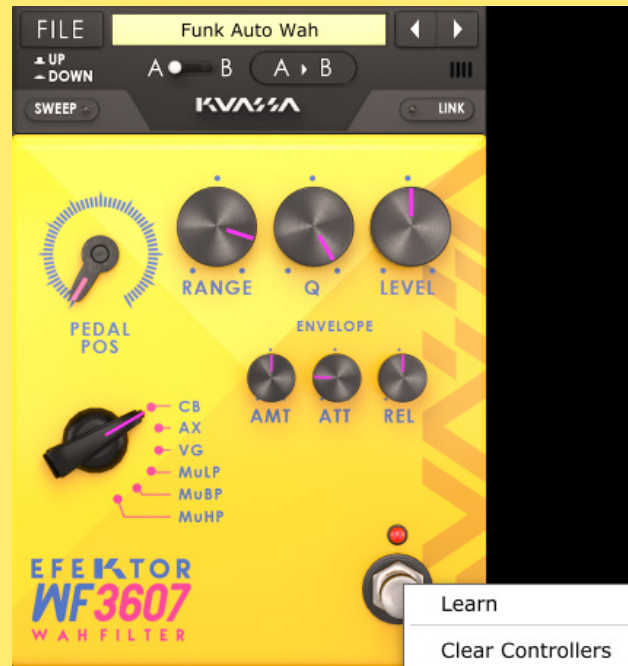 FILE
Funk Auto Wah
UP
DOWN
A B
A B
SWEEP
KVASSA
LINK
RANGE
Q
LEVEL
PEDAL
POS
ENVELOPE
AMT
ATT
REL
CB
AX
VG
MuLP
MuBP
MuHP
EFEKTOR
WF3607
WAH FILTER
Learn
Clear Controllers